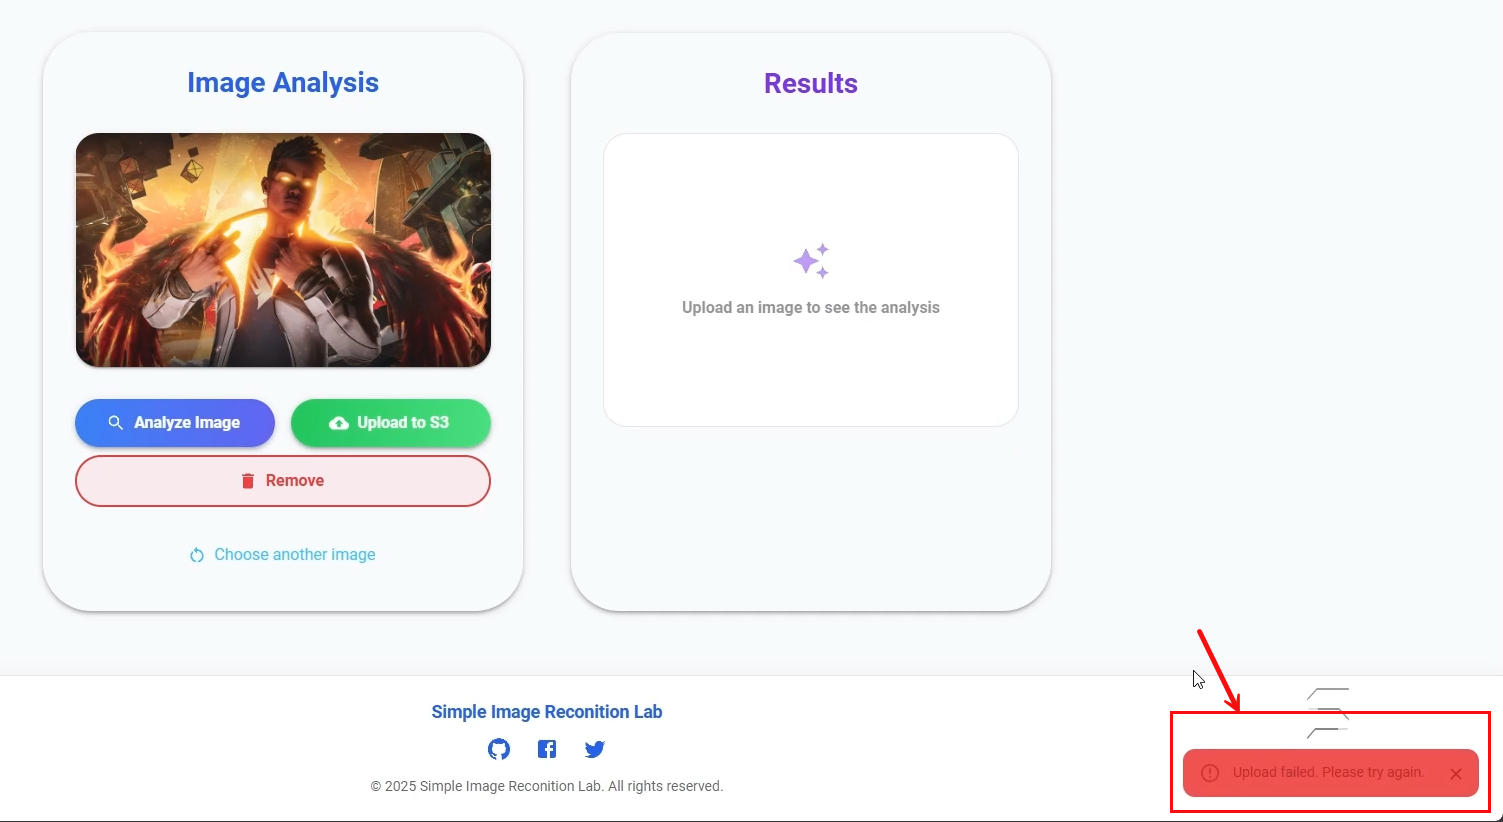 Image Analysis
Analyze Image
Upload to S3
Remove
Choose another image
Results
Upload an image to see the analysis
Simple Image Reconition Lab
© 2025 Simple Image Reconition Lab. All rights reserved.
Upload failed. Please try again.